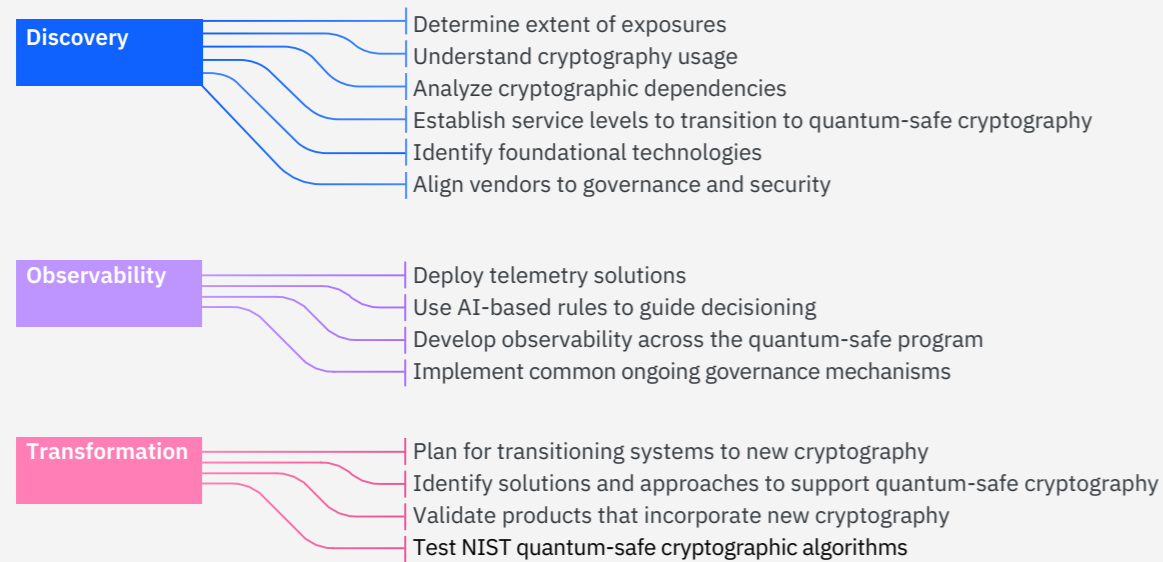 Discovery
Determine extent of exposures
Understand cryptography usage
Analyze cryptographic dependencies
Establish service levels to transition to quantum-safe cryptography
Identify foundational technologies
Align vendors to governance and security
Observability
Deploy telemetry solutions
Use AI-based rules to guide decisioning
Develop observability across the quantum-safe program
Implement common ongoing governance mechanisms
Transformation
Plan for transitioning systems to new cryptography
Identify solutions and approaches to support quantum-safe cryptography
Validate products that incorporate new cryptography
Test NIST quantum-safe cryptographic algorithms